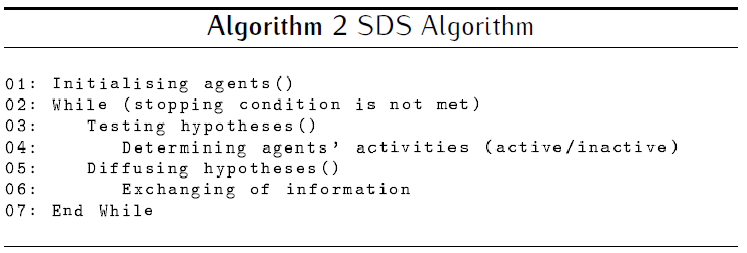 Algorithm 2 SDS Algorithm
01: Initialising agents()
02: While (stopping condition is not met)
03: Testing hypotheses()
04: Determining agents' activities (active/inactive)
05: Diffusing hypotheses()
06: Exchanging of information
07: End While